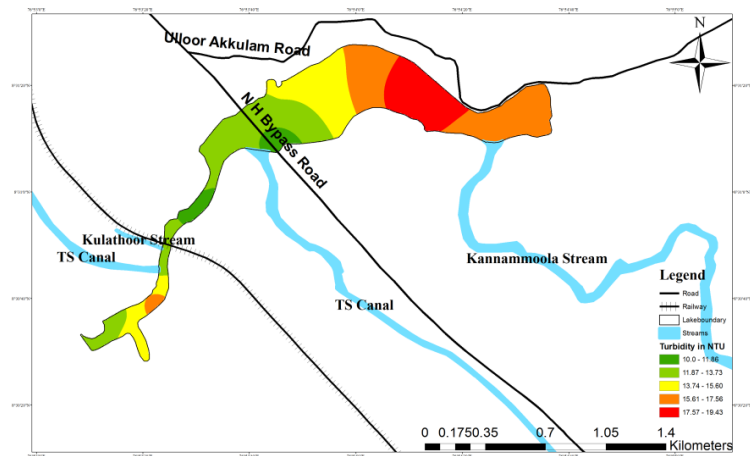 N
Ulloor Akkulam Road
N H Bypass Road
Kulathoor Stream
TS Canal
Kannammoola Stream
TS Canal
Legend
Road
Railway
Lakeboundary
Streams
Turbidity in NTU
10.0 - 11.86
11.87 - 13.73
13.74 - 15.60
15.61 - 17.56
17.57 - 19.43
0 0.1750.35 0.7 1.05 1.4
Kilometers